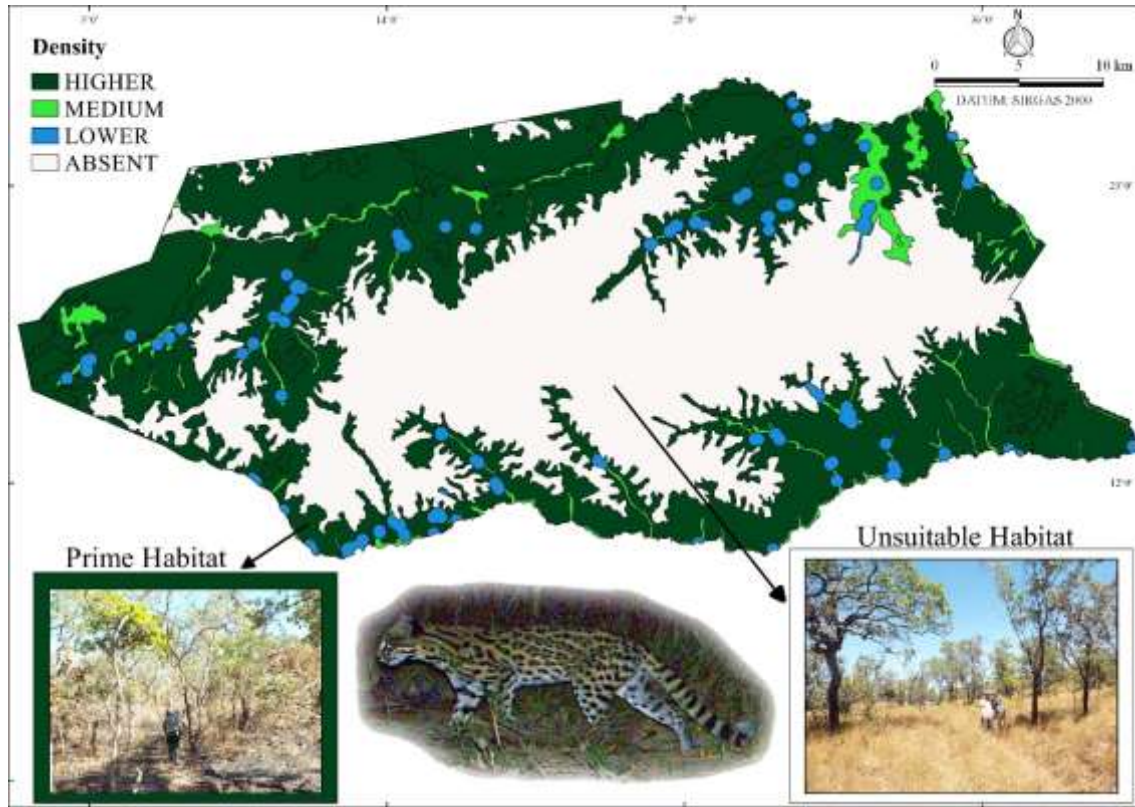 N
0 5 10 km
DATUM: SIRGAS 2000
Density
HIGHER
MEDIUM
LOWER
ABSENT
Prime Habitat
Unsuitable Habitat